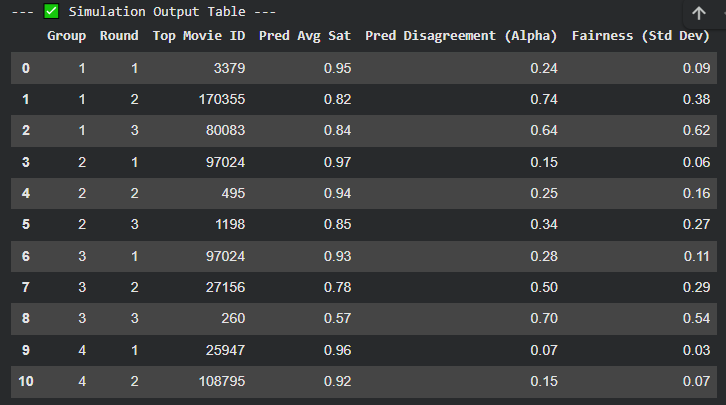 --- ✅ Simulation Output Table ---
Group Round Top Movie ID Pred Avg Sat Pred Disagreement (Alpha) Fairness (Std Dev)
0 1 1 3379 0.95 0.24 0.09
1 1 2 170355 0.82 0.74 0.38
2 1 3 80083 0.84 0.64 0.62
3 2 1 97024 0.97 0.15 0.06
4 2 2 495 0.94 0.25 0.16
5 2 3 1198 0.85 0.34 0.27
6 3 1 97024 0.93 0.28 0.11
7 3 2 27156 0.78 0.50 0.29
8 3 3 260 0.57 0.70 0.54
9 4 1 25947 0.96 0.07 0.03
10 4 2 108795 0.92 0.15 0.07